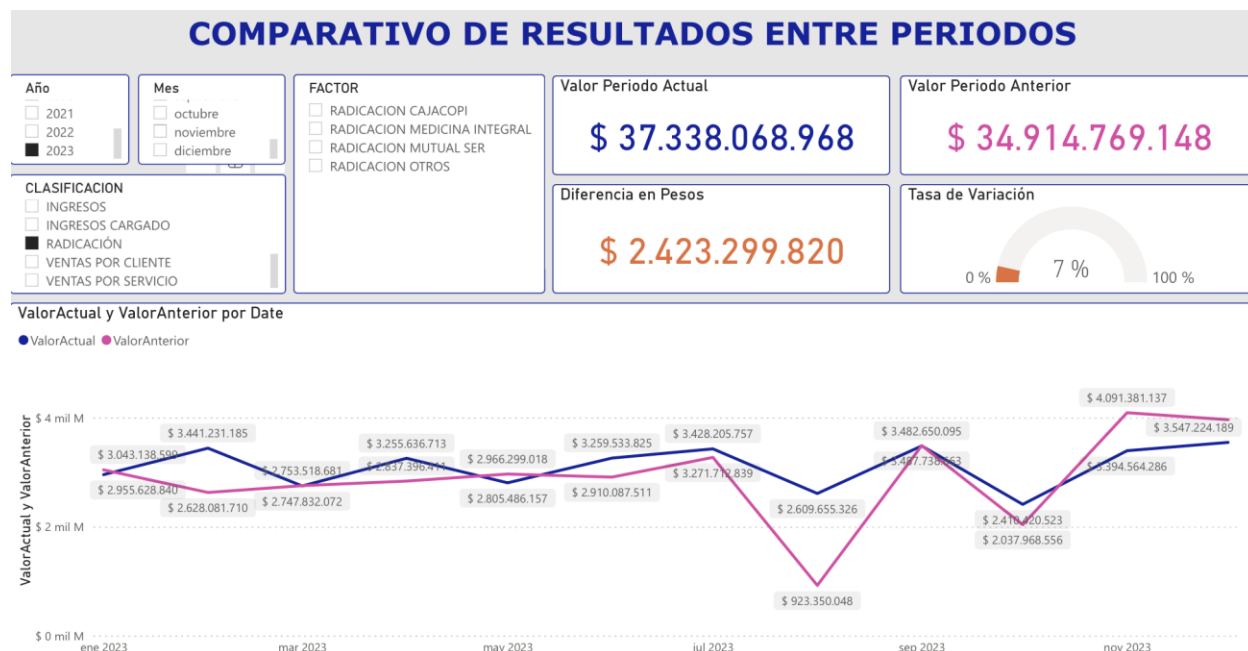 COMPARATIVO DE RESULTADOS ENTRE PERIODOS
Año
2021
2022
2023
Mes
octubre
noviembre
diciembre
FACTOR
RADICACION CAJACOPI
RADICACION MEDICINA INTEGRAL
RADICACION MUTUAL SER
RADICACION OTROS
Valor Periodo Actual
$ 37.338.068.968
Valor Periodo Anterior
$ 34.914.769.148
CLASIFICACION
INGRESOS
INGRESOS CARGADO
RADICACIÓN
VENTAS POR CLIENTE
VENTAS POR SERVICIO
Diferencia en Pesos
$ 2.423.299.820
Tasa de Variación
0 %
7 %
100 %
ValorActual y ValorAnterior por Date
ValorActual ValorAnterior
ValorActual y ValorAnterior
$ 4 mil M
$ 2 mil M
$ 0 mil M
$ 3.043.138.599
$ 2.955.628.840
$ 3.441.231.185
$ 2.628.081.710
$ 2.753.518.681
$ 2.747.832.072
$ 3.255.636.713
$ 2.837.396.411
$ 2.966.299.018
$ 2.805.486.157
$ 3.259.533.825
$ 2.910.087.511
$ 3.428.205.757
$ 2.609.655.326
$ 923.350.048
$ 3.482.650.095
$ 2.410.420.523
$ 2.037.968.556
$ 4.091.381.137
$ 3.394.564.286
$ 3.547.224.189
ene 2023
mar 2023
may 2023
jul 2023
sep 2023
nov 2023